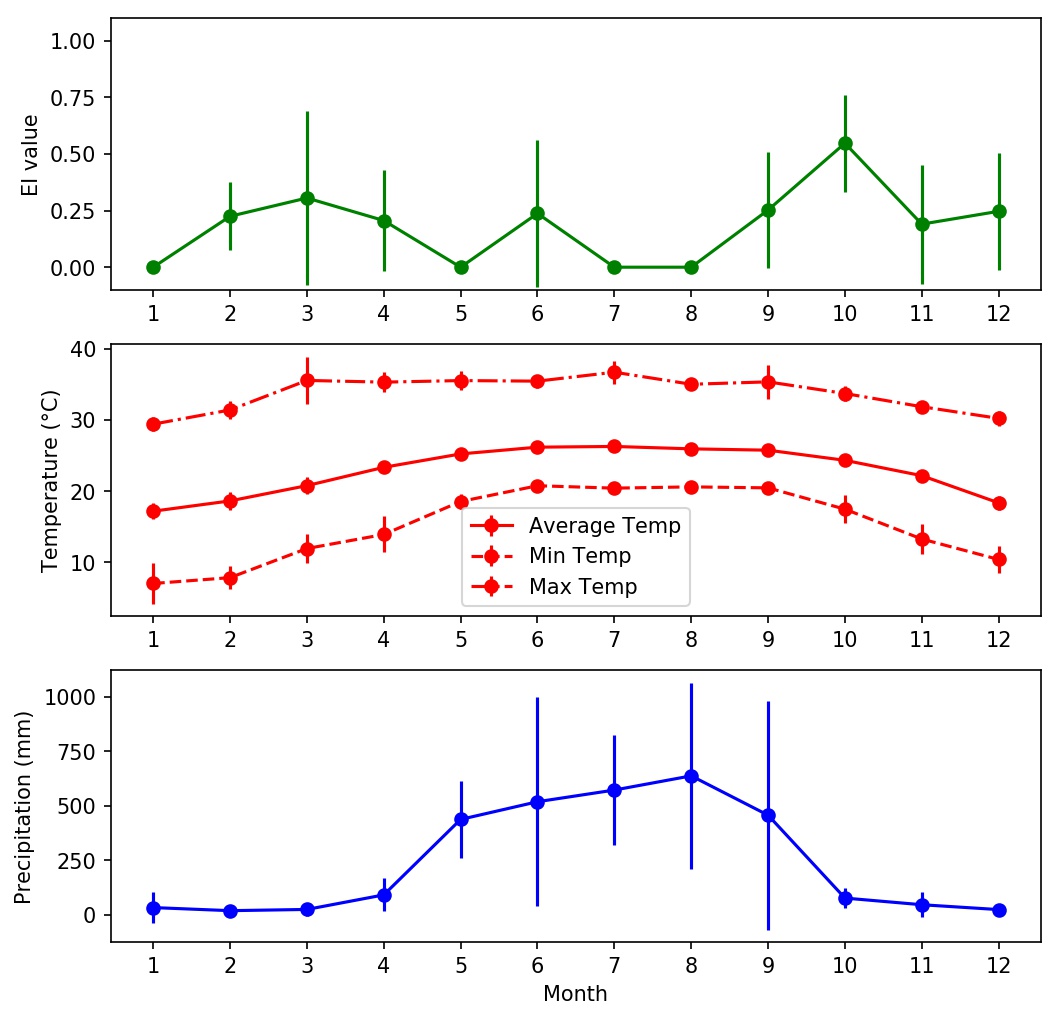 EI value
1.00
0.75
0.50
0.25
0.00
1 2 3 4 5 6 7 8 9 10 11 12
Temperature (°C)
40
30
20
10
Average Temp
Min Temp
Max Temp
1 2 3 4 5 6 7 8 9 10 11 12
Precipitation (mm)
1000
750
500
250
0
1 2 3 4 5 6 7 8 9 10 11 12
Month